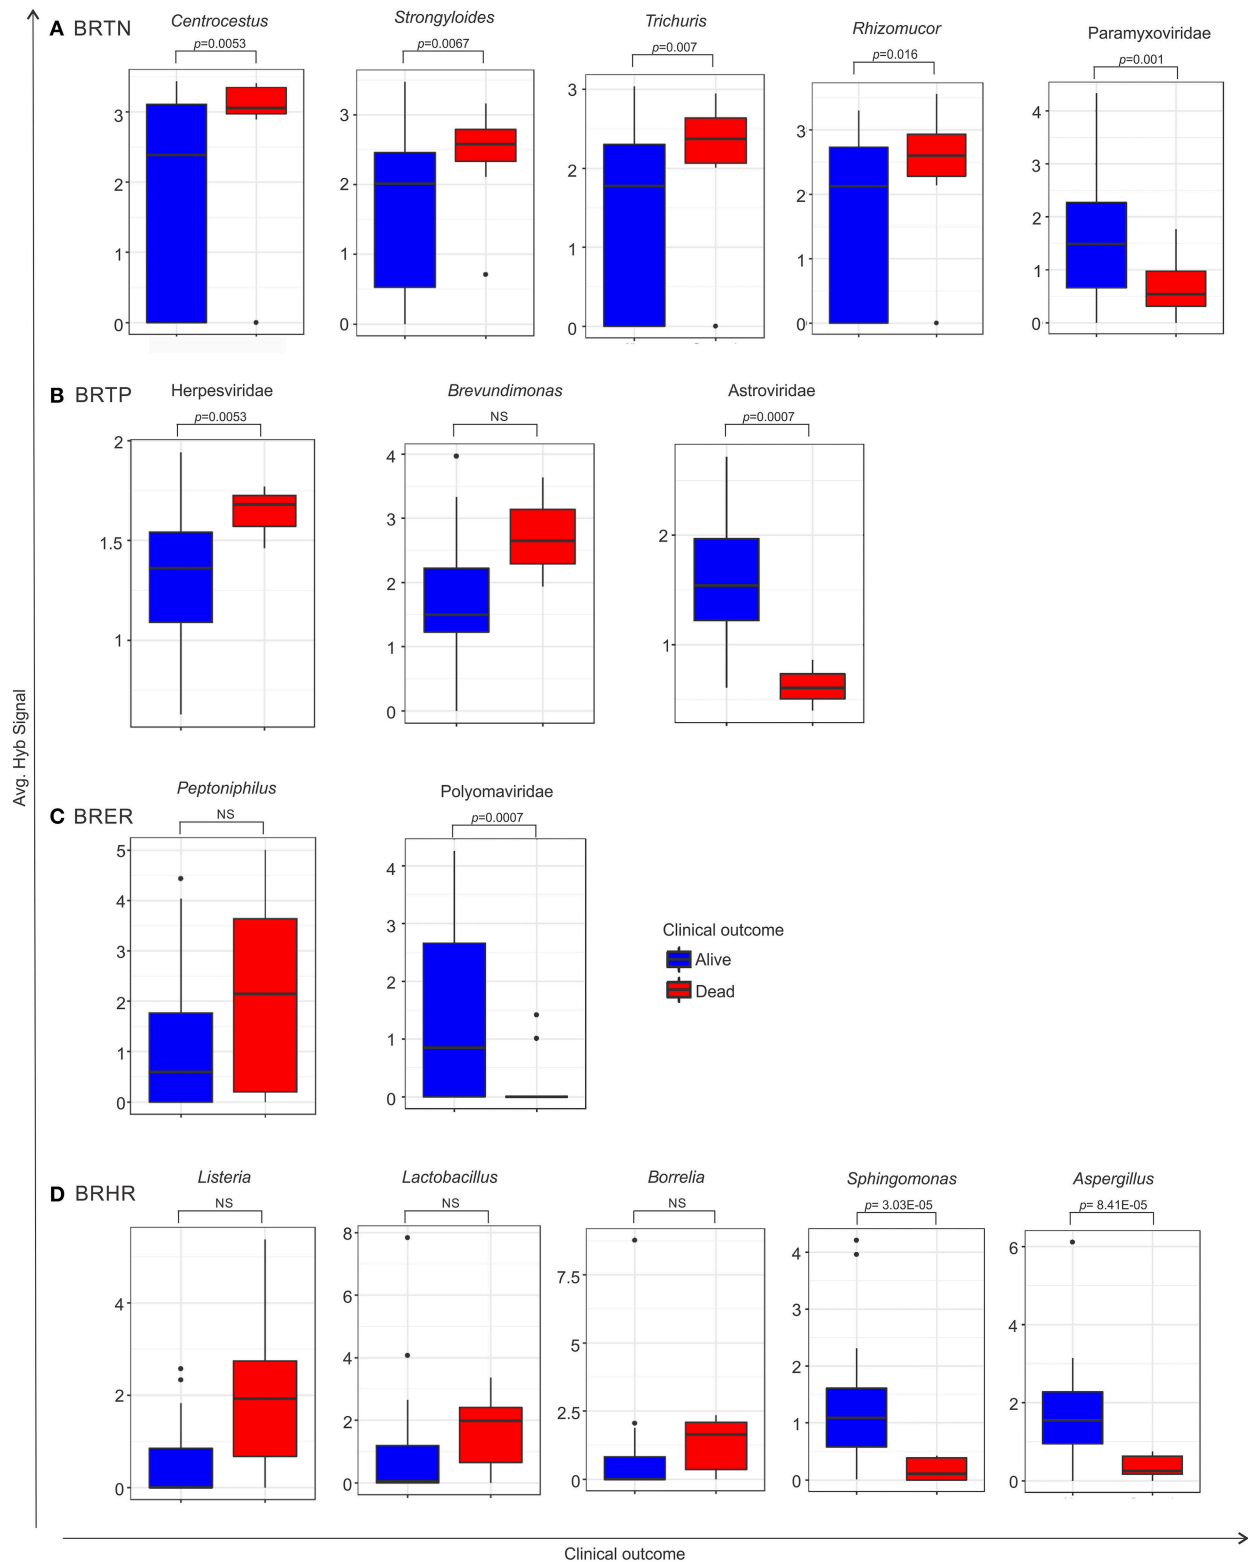 A BRTN
Centrocestus
p=0.0053
3
2
1
0
Strongyloides
p=0.0067
3
2
1
0
Trichuris
p=0.007
3
2
1
0
Rhizomucor
p=0.016
3
2
1
0
Paramyxoviridae
p=0.001
4
3
2
1
0
B BRTP
Herpesviridae
p=0.0053
2
1.5
1
Brevundimonas
NS
4
3
2
1
0
Astroviridae
p=0.0007
2
1
Avg. Hyb Signal
C BRER
Peptoniphilus
NS
5
4
3
2
1
0
Polyomaviridae
p=0.0007
4
3
2
1
0
Clinical outcome
Alive
Dead
D BRHR
Listeria
NS
4
2
0
Lactobacillus
NS
8
6
4
2
0
Borrelia
NS
7.5
5
2.5
0
Sphingomonas
p= 3.03E-05
4
3
2
1
0
Aspergillus
p= 8.41E-05
6
4
2
0
Clinical outcome